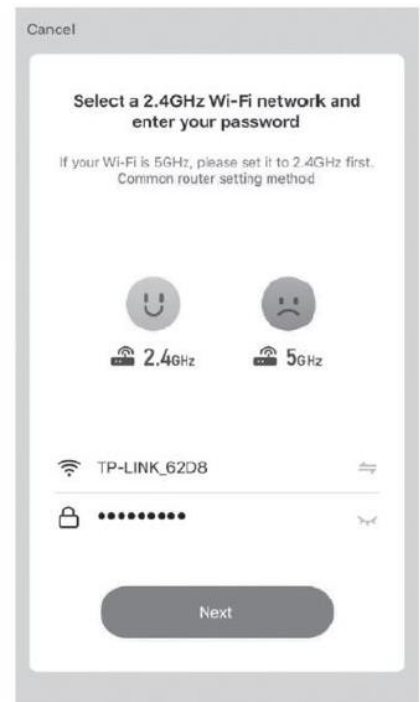 Cancel
Select a 2.4GHz Wi-Fi network and
enter your password
If your Wi-Fi is 5GHz, please set it to 2.4GHz first.
Common router setting method
2.4GHz
5GHz
TP-LINK_62D8
•••••••••
Next